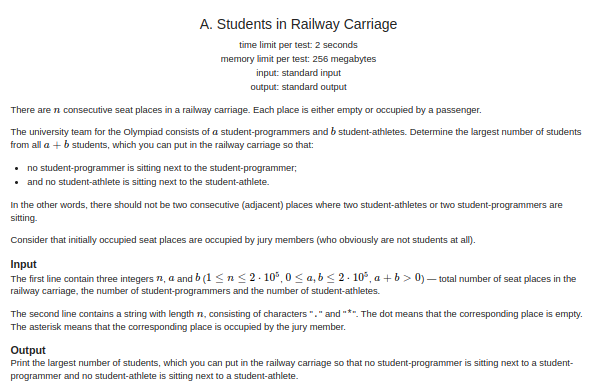 A. Students in Railway Carriage
time limit per test: 2 seconds
memory limit per test: 256 megabytes
input: standard input
output: standard output
There are n consecutive seat places in a railway carriage. Each place is either empty or occupied by a passenger.
The university team for the Olympiad consists of a student-programmers and b student-athletes. Determine the largest number of students
from all a + b students, which you can put in the railway carriage so that:
• no student-programmer is sitting next to the student-programmer;
• and no student-athlete is sitting next to the student-athlete.
In the other words, there should not be two consecutive (adjacent) places where two student-athletes or two student-programmers are
sitting.
Consider that initially occupied seat places are occupied by jury members (who obviously are not students at all).
Input
The first line contain three integers n, a and b (1 ≤ n ≤ 2 · 10⁵, 0 ≤ a, b ≤ 2 · 10⁵, a + b > 0) — total number of seat places in the
railway carriage, the number of student-programmers and the number of student-athletes.
The second line contains a string with length n, consisting of characters "." and "*". The dot means that the corresponding place is empty.
The asterisk means that the corresponding place is occupied by the jury member.
Output
Print the largest number of students, which you can put in the railway carriage so that no student-programmer is sitting next to a student-
programmer and no student-athlete is sitting next to a student-athlete.